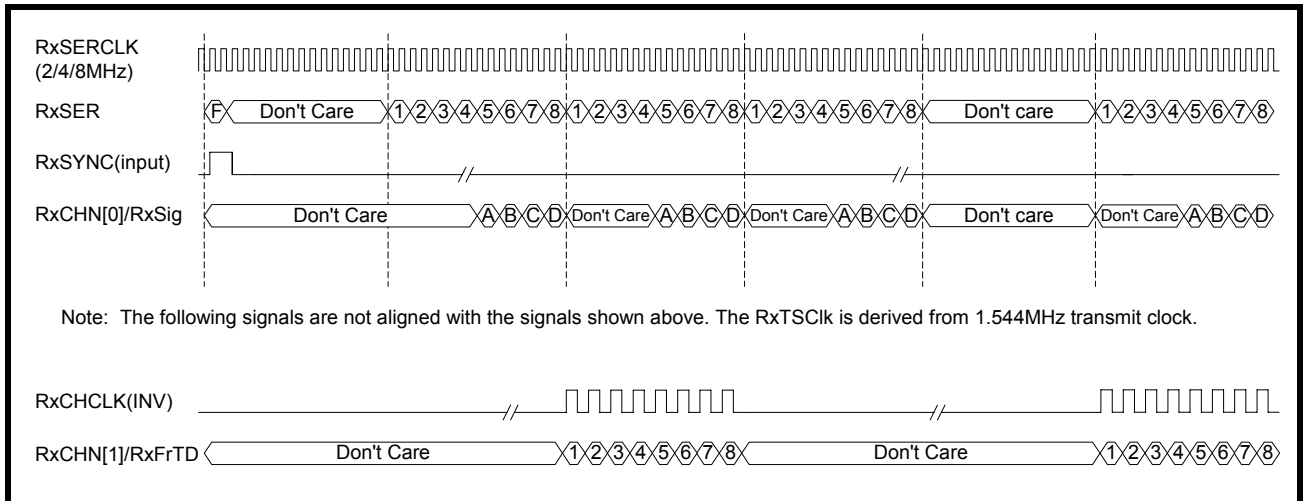 RxSERCLK
(2/4/8MHz)
RxSER F Don't Care 1 2 3 4 5 6 7 8 1 2 3 4 5 6 7 8 1 2 3 4 5 6 7 8 Don't care 1 2 3 4 5 6 7 8
RxSYNC(input)
RxCHN[0]/RxSig Don't Care A B C D Don't Care A B C D Don't Care A B C D Don't care Don't Care A B C D
Note: The following signals are not aligned with the signals shown above. The RxTSClk is derived from 1.544MHz transmit clock.
RxCHCLK(INV)
RxCHN[1]/RxFrTD Don't Care 1 2 3 4 5 6 7 8 Don't Care 1 2 3 4 5 6 7 8